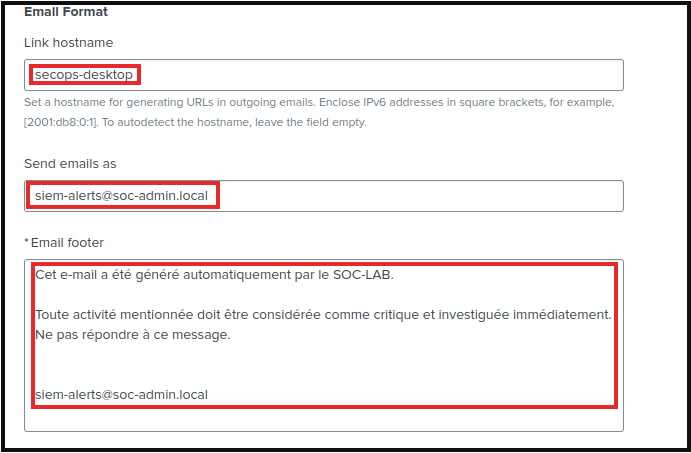 Email Format
Link hostname
secops-desktop
Set a hostname for generating URLs in outgoing emails. Enclose IPv6 addresses in square brackets, for example,
[2001:db8:0:1]. To autodetect the hostname, leave the field empty.
Send emails as
siem-alerts@soc-admin.local
* Email footer
Cet e-mail a été généré automatiquement par le SOC-LAB.
Toute activité mentionnée doit être considérée comme critique et investiguée immédiatement.
Ne pas répondre à ce message.
siem-alerts@soc-admin.local